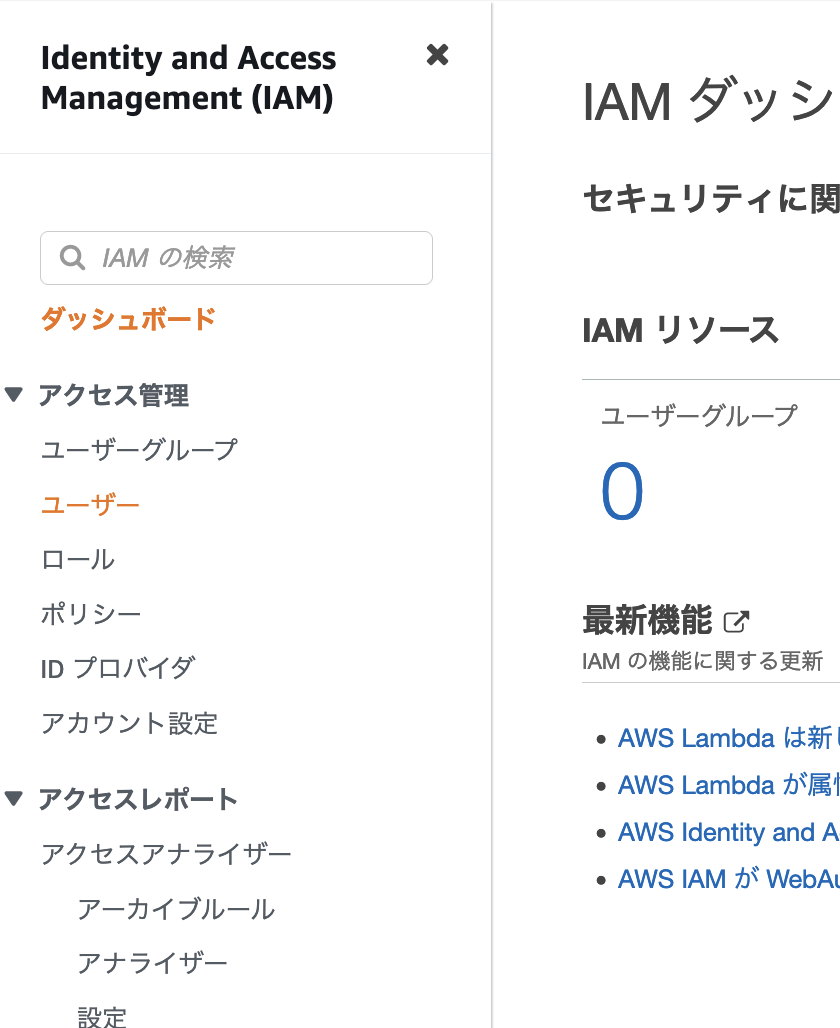 Identity and Access
Management (IAM)
IAM の検索
ダッシュボード
アクセス管理
ユーザーグループ
ユーザー
ロール
ポリシー
ID プロバイダ
アカウント設定
アクセスレポート
アクセスアナライザー
アーカイブルール
アナライザー
設定
IAM ダッシ
セキュリティに関
IAM リソース
ユーザーグループ
0
最新機能
IAM の機能に関する更新
AWS Lambda は新し
AWS Lambda が属性
AWS Identity and A
AWS IAM が WebAu